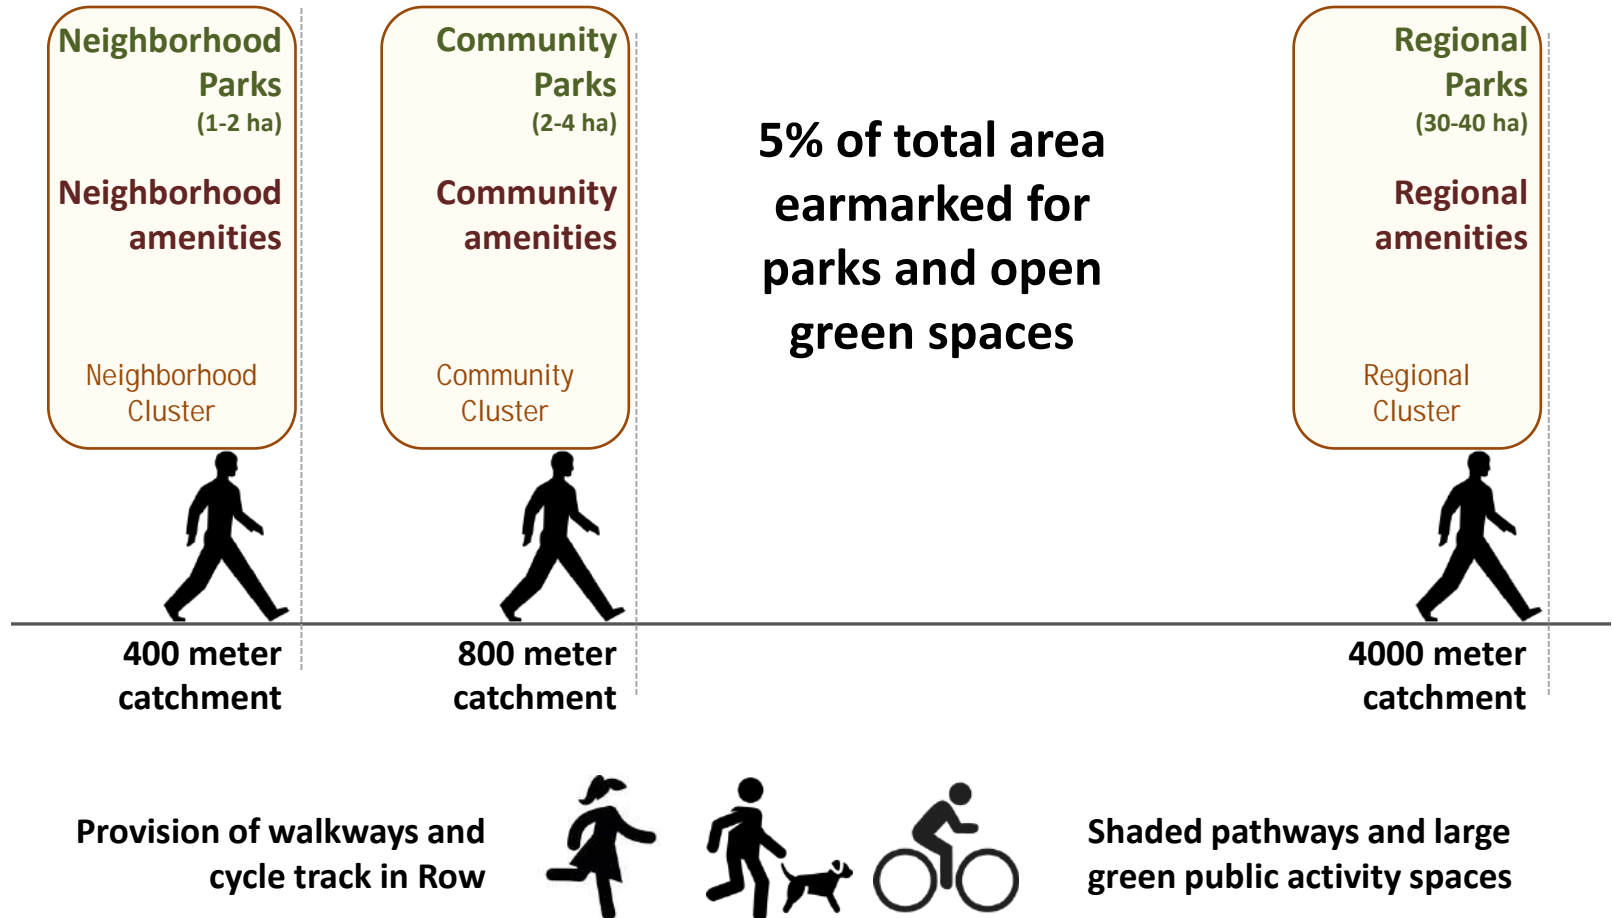 Neighborhood
Parks
(1-2 ha)
Neighborhood
amenities
Neighborhood
Cluster
Community
Parks
(2-4 ha)
Community
amenities
Community
Cluster
5% of total area
earmarked for
parks and open
green spaces
Regional
Parks
(30-40 ha)
Regional
amenities
Regional
Cluster
400 meter
catchment
800 meter
catchment
4000 meter
catchment
Provision of walkways and
cycle track in Row
Shaded pathways and large
green public activity spaces